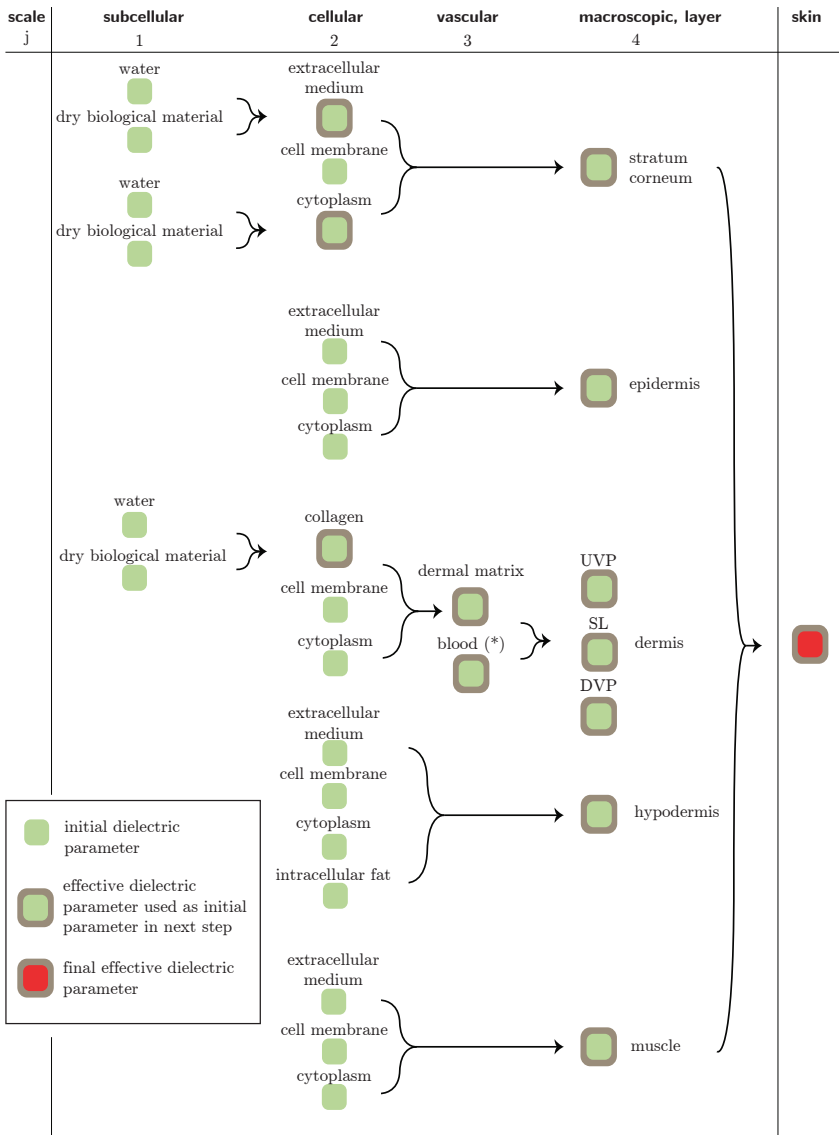 scale subcellular cellular vascular macroscopic, layer skin
j 1 2 3 4
water
dry biological material
extracellular
medium
cell membrane
cytoplasm
stratum
corneum
water
dry biological material
extracellular
medium
cell membrane
cytoplasm
epidermis
water
dry biological material
collagen
cell membrane
cytoplasm
dermal matrix
blood (*)
UVP
SL
DVP
dermis
extracellular
medium
cell membrane
cytoplasm
intracellular fat
hypodermis
extracellular
medium
cell membrane
cytoplasm
muscle
initial dielectric
parameter
effective dielectric
parameter used as initial
parameter in next step
final effective dielectric
parameter